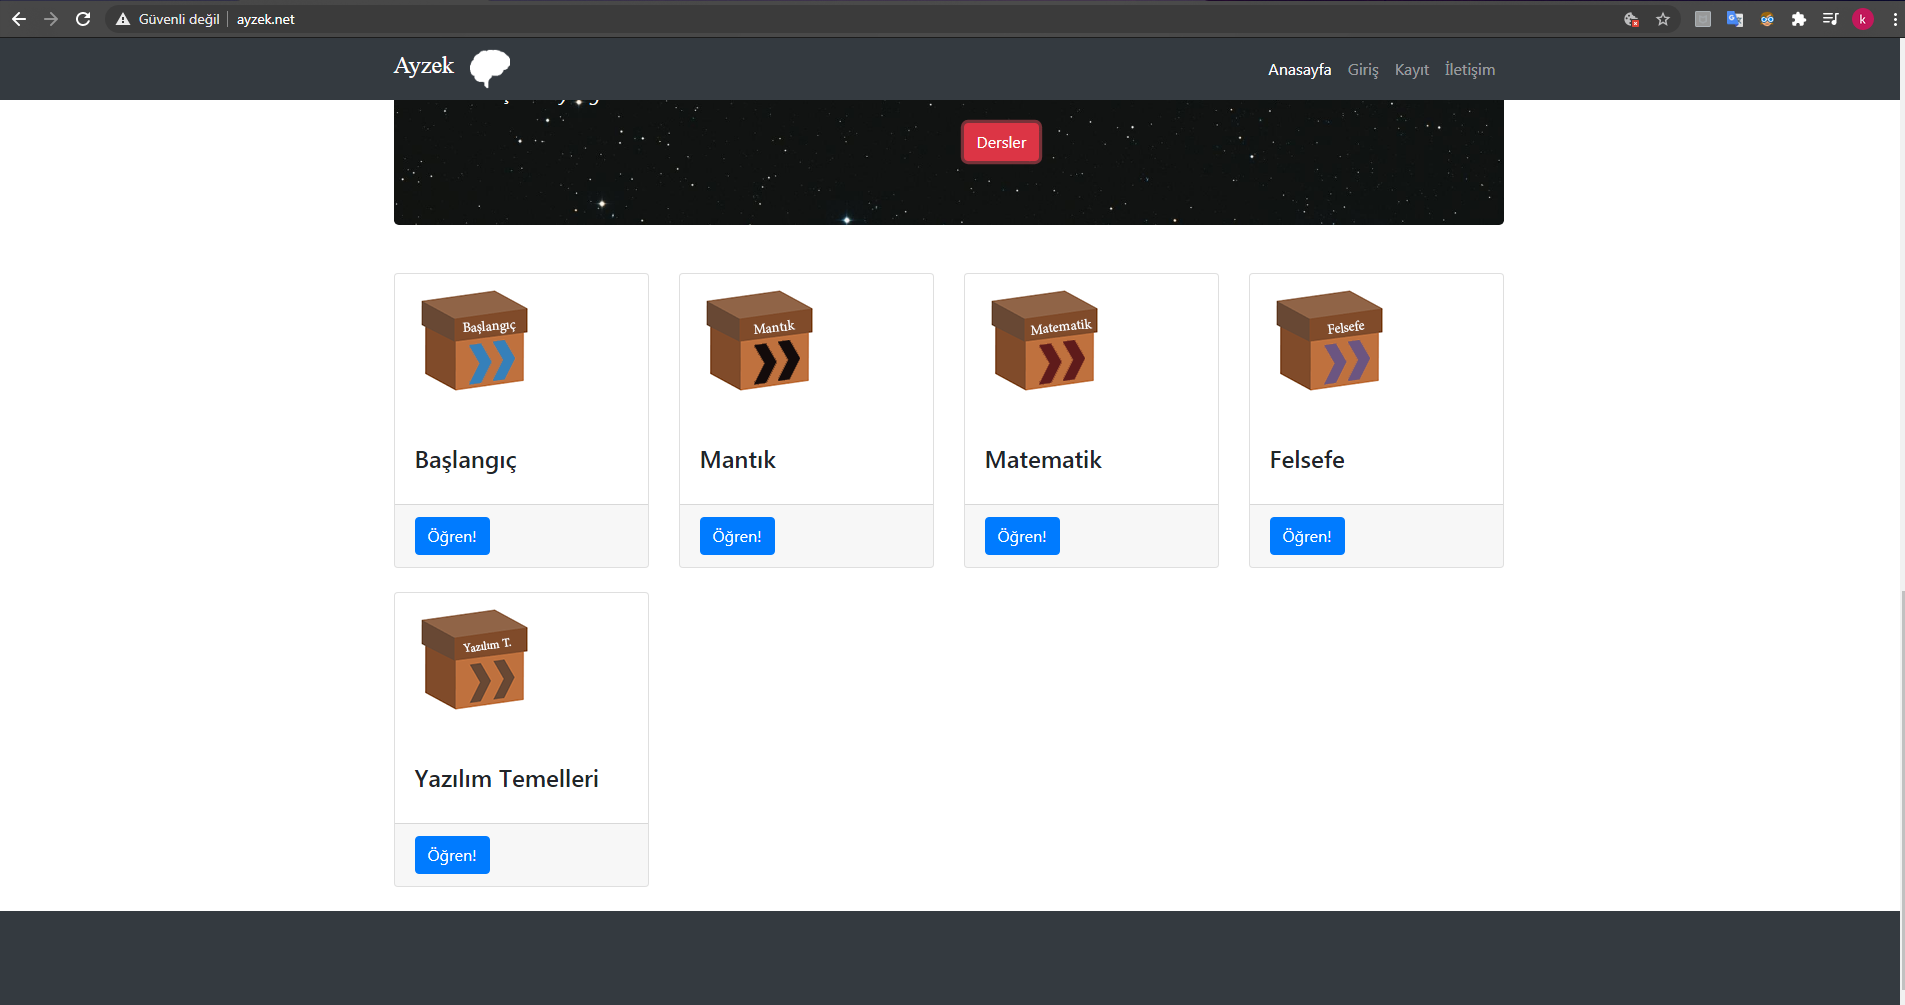 Güvenli değil ayzek.net
k
Ayzek
Anasayfa Giriş Kayıt İletişim
Dersler
Başlangıç Mantık Matematik Felsefe
Başlangıç Mantık Matematik Felsefe
Öğren! Öğren! Öğren! Öğren!
Yazılım T.
Yazılım Temelleri
Öğren!